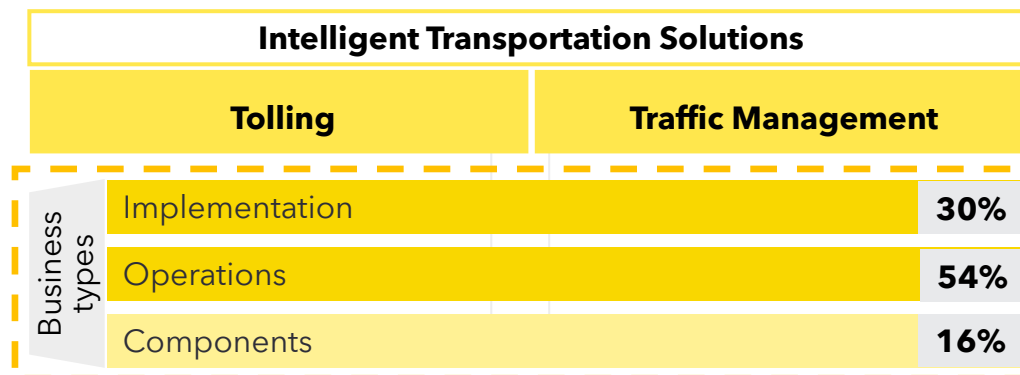 Intelligent Transportation Solutions
Tolling
Traffic Management
Business
types
Implementation
30%
Operations
54%
Components
16%